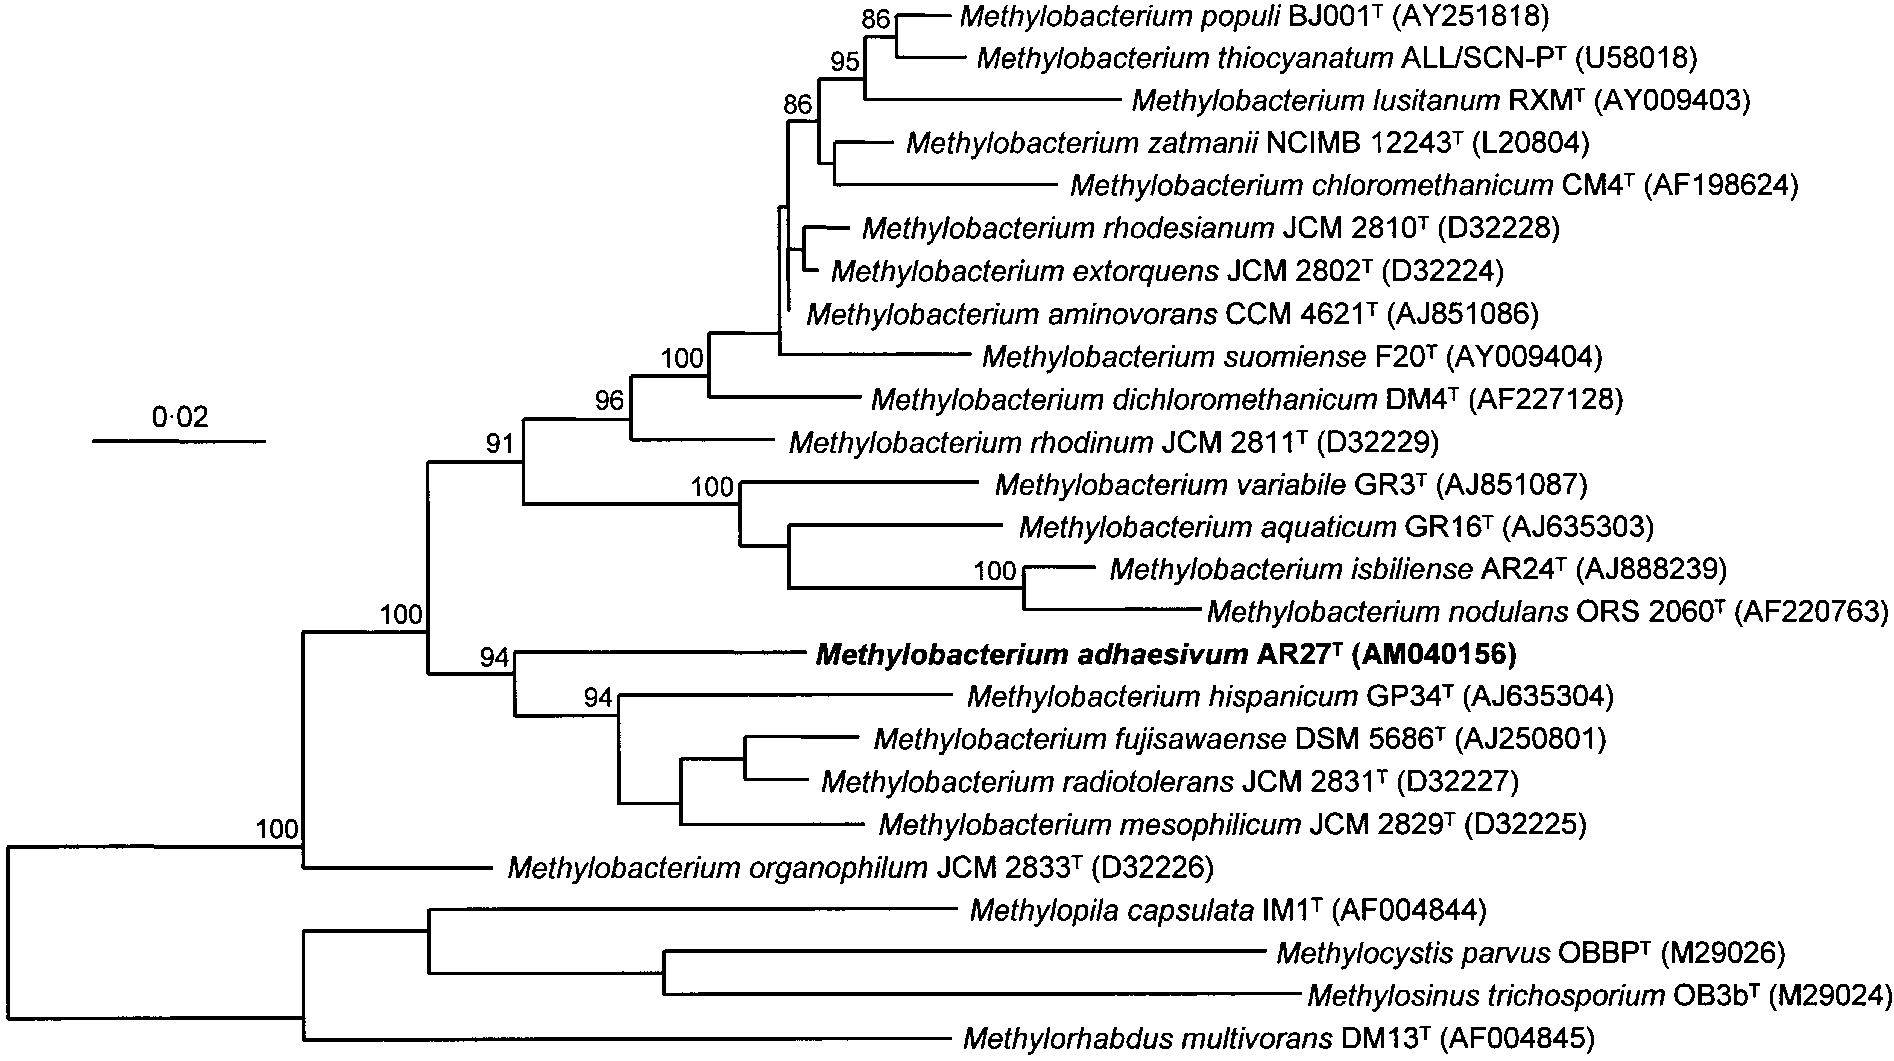 86 Methylobacterium populi BJ001ᵀ (AY251818)
Methylobacterium thiocyanatum ALL/SCN-Pᵀ (U58018)
95
Methylobacterium lusitanum RXMᵀ (AY009403)
86
Methylobacterium zatmanii NCIMB 12243ᵀ (L20804)
Methylobacterium chloromethanicum CM4ᵀ (AF198624)
Methylobacterium rhodesianum JCM 2810ᵀ (D32228)
Methylobacterium extorquens JCM 2802ᵀ (D32224)
Methylobacterium aminovorans CCM 4621ᵀ (AJ851086)
100 Methylobacterium suomiense F20ᵀ (AY009404)
96 Methylobacterium dichloromethanicum DM4ᵀ (AF227128)
0·02
91 Methylobacterium rhodinum JCM 2811ᵀ (D32229)
100 Methylobacterium variabile GR3ᵀ (AJ851087)
Methylobacterium aquaticum GR16ᵀ (AJ635303)
100 Methylobacterium isbiliense AR24ᵀ (AJ888239)
100 Methylobacterium nodulans ORS 2060ᵀ (AF220763)
94 Methylobacterium adhaesivum AR27ᵀ (AM040156)
94 Methylobacterium hispanicum GP34ᵀ (AJ635304)
Methylobacterium fujisawaense DSM 5686ᵀ (AJ250801)
Methylobacterium radiotolerans JCM 2831ᵀ (D32227)
100 Methylobacterium mesophilicum JCM 2829ᵀ (D32225)
Methylobacterium organophilum JCM 2833ᵀ (D32226)
Methylopila capsulata IM1ᵀ (AF004844)
Methylocystis parvus OBBPᵀ (M29026)
Methylosinus trichosporium OB3bᵀ (M29024)
Methylorhabdus multivorans DM13ᵀ (AF004845)